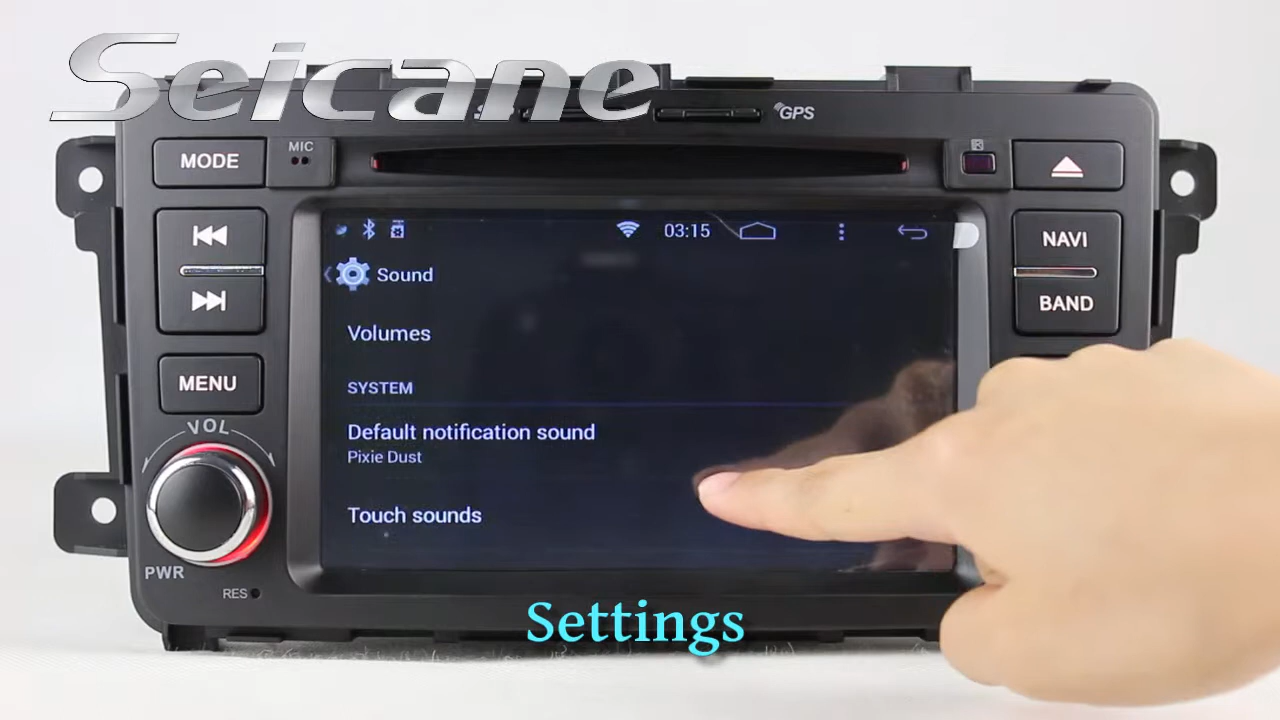 Seicane
GPS
MODE
MIC
03:15
Sound
NAVI
Volumes
BAND
MENU
SYSTEM
VOL
Default notification sound
Pixie Dust
Touch sounds
PWR
RES
Settings